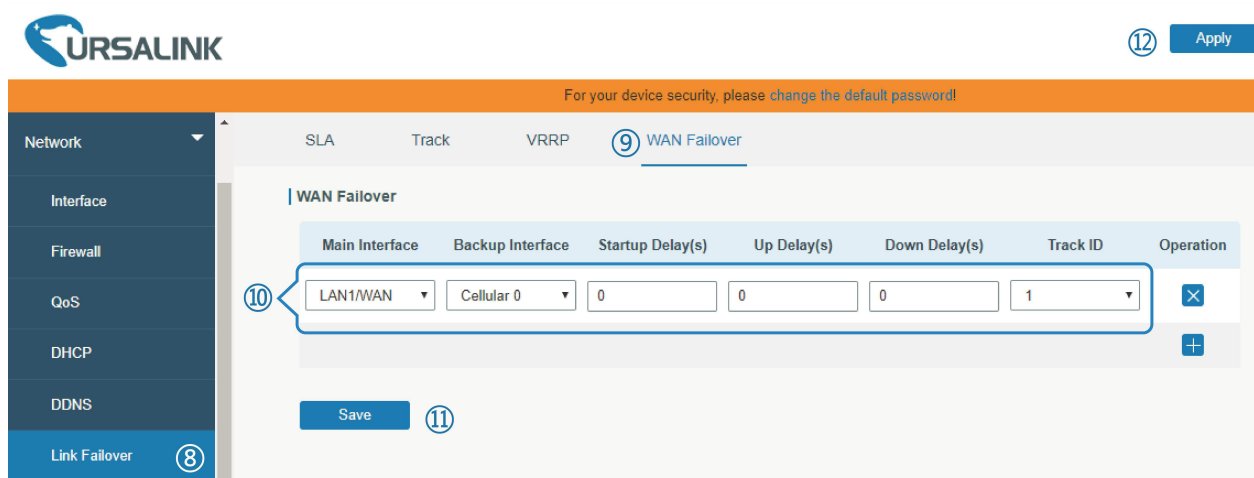 URSALINK
⑫ Apply
For your device security, please change the default password!
Network
SLA Track VRRP ⑨ WAN Failover
Interface
WAN Failover
Main Interface Backup Interface Startup Delay(s) Up Delay(s) Down Delay(s) Track ID Operation
Firewall
⑩ LAN1/WAN Cellular 0 0 0 0 1
QoS
DHCP
DDNS
Save ⑪
Link Failover ⑧